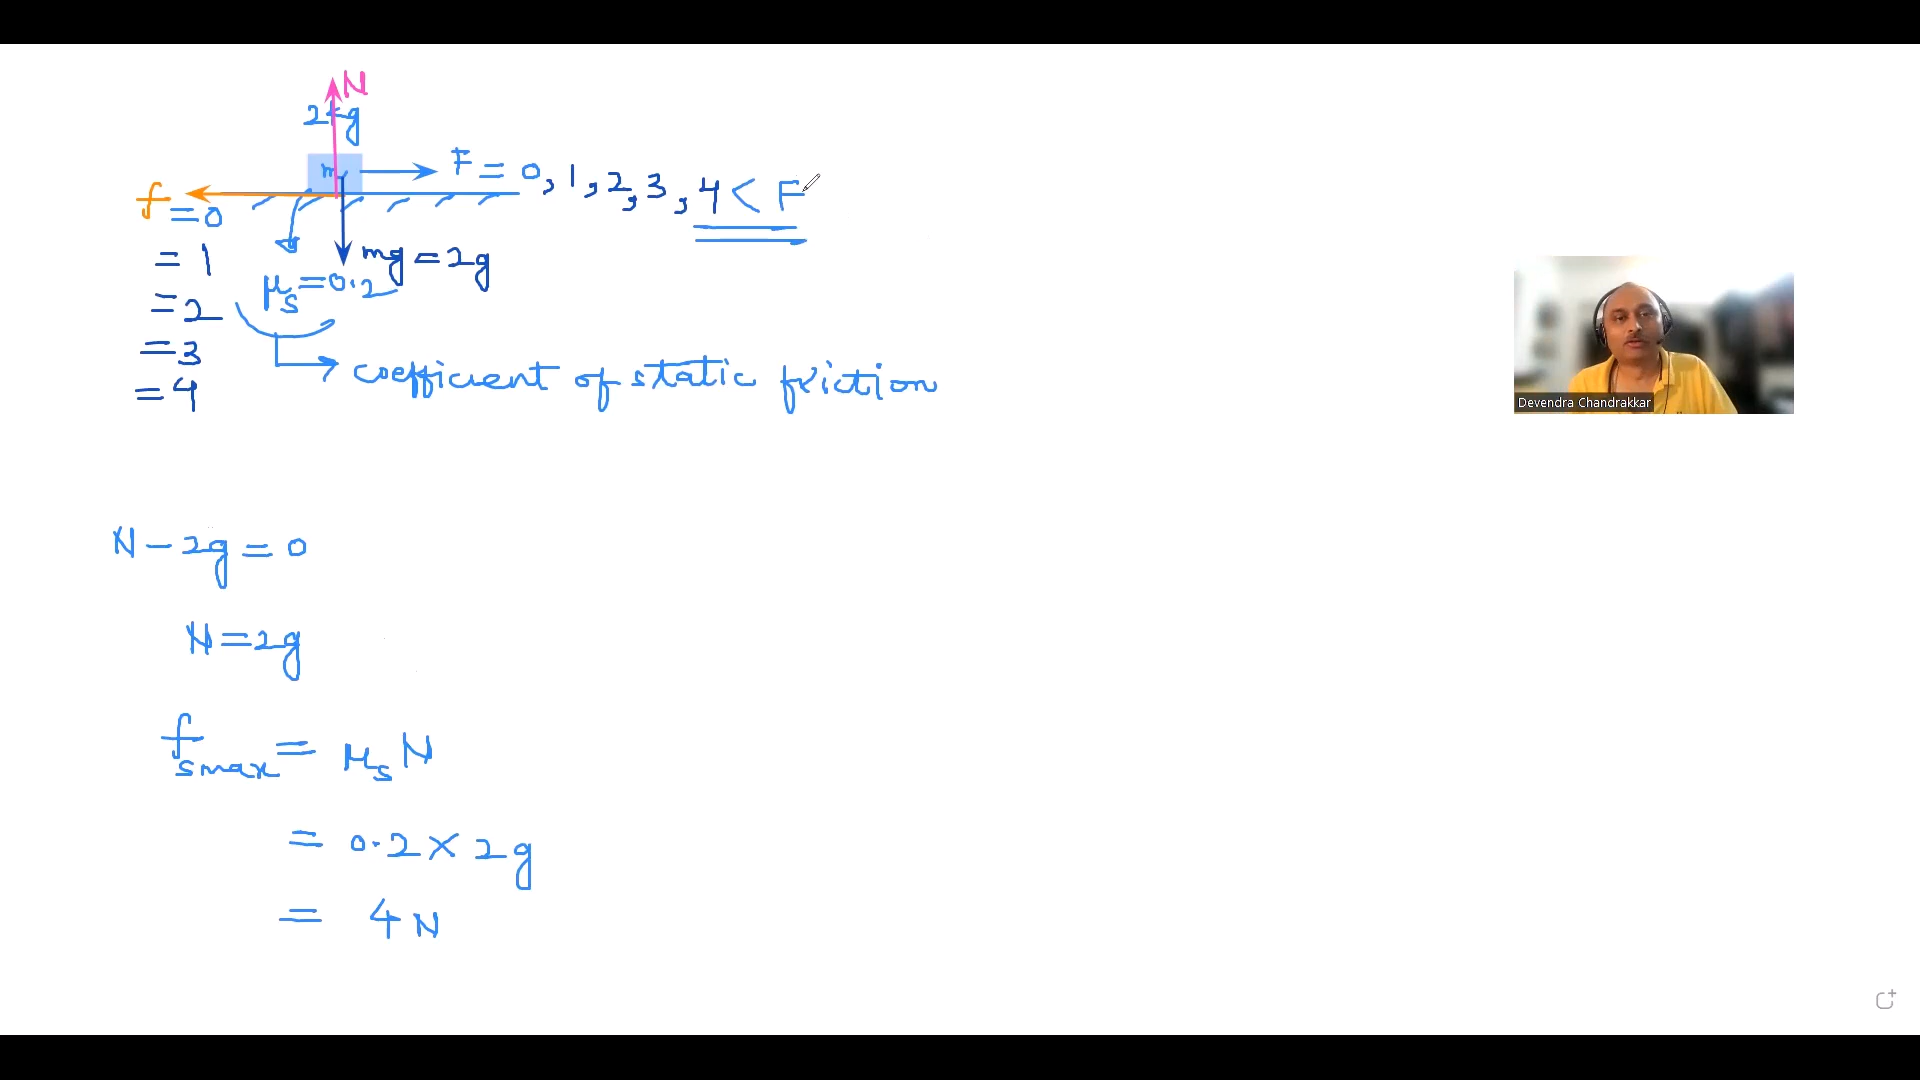 N
2kg
m
F = 0, 1, 2, 3, 4 < F
f = 0
= 1
= 2
= 3
= 4
mg = 2g
μs = 0.2
coefficient of static friction
Devendra Chandrakkar
N - 2g = 0
N = 2g
fsmax = μs N
= 0.2 × 2g
= 4 N